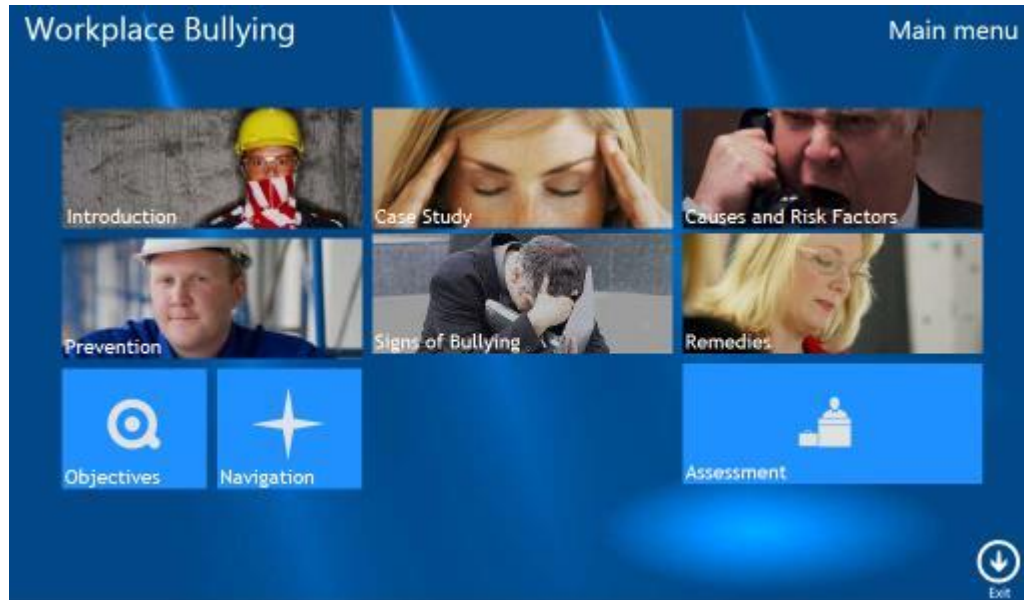 Workplace Bullying
Main menu
Introduction
Case Study
Causes and Risk Factors
Prevention
Signs of Bullying
Remedies
Objectives
Navigation
Assessment
Exit